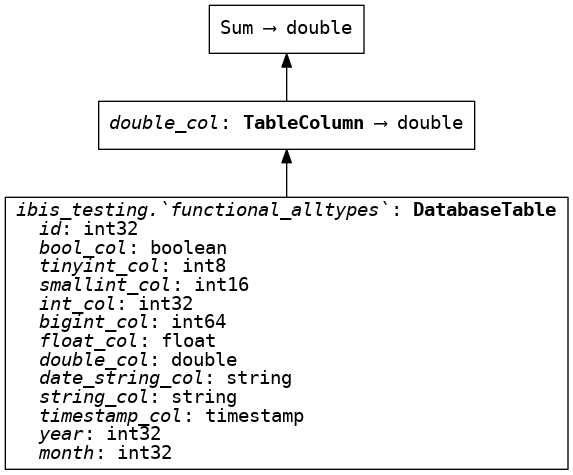 Sum → double
double_col: TableColumn → double
ibis_testing.`functional_alltypes`: DatabaseTable
id: int32
bool_col: boolean
tinyint_col: int8
smallint_col: int16
int_col: int32
bigint_col: int64
float_col: float
double_col: double
date_string_col: string
string_col: string
timestamp_col: timestamp
year: int32
month: int32